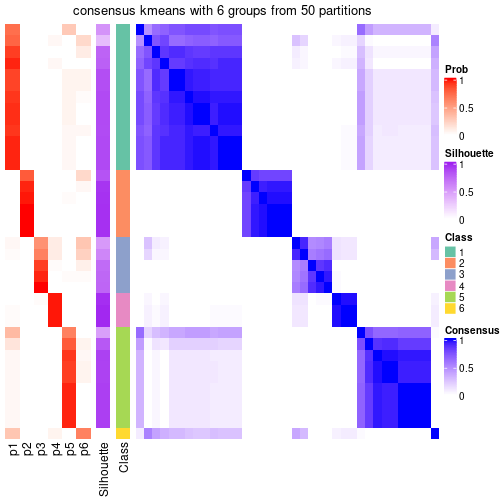 consensus kmeans with 6 groups from 50 partitions
Prob
1
0.5
0
Silhouette
1
0.5
0
Class
1
2
3
4
5
6
Consensus
1
0.5
0
p1
p2
p3
p4
p5
p6
Silhouette
Class